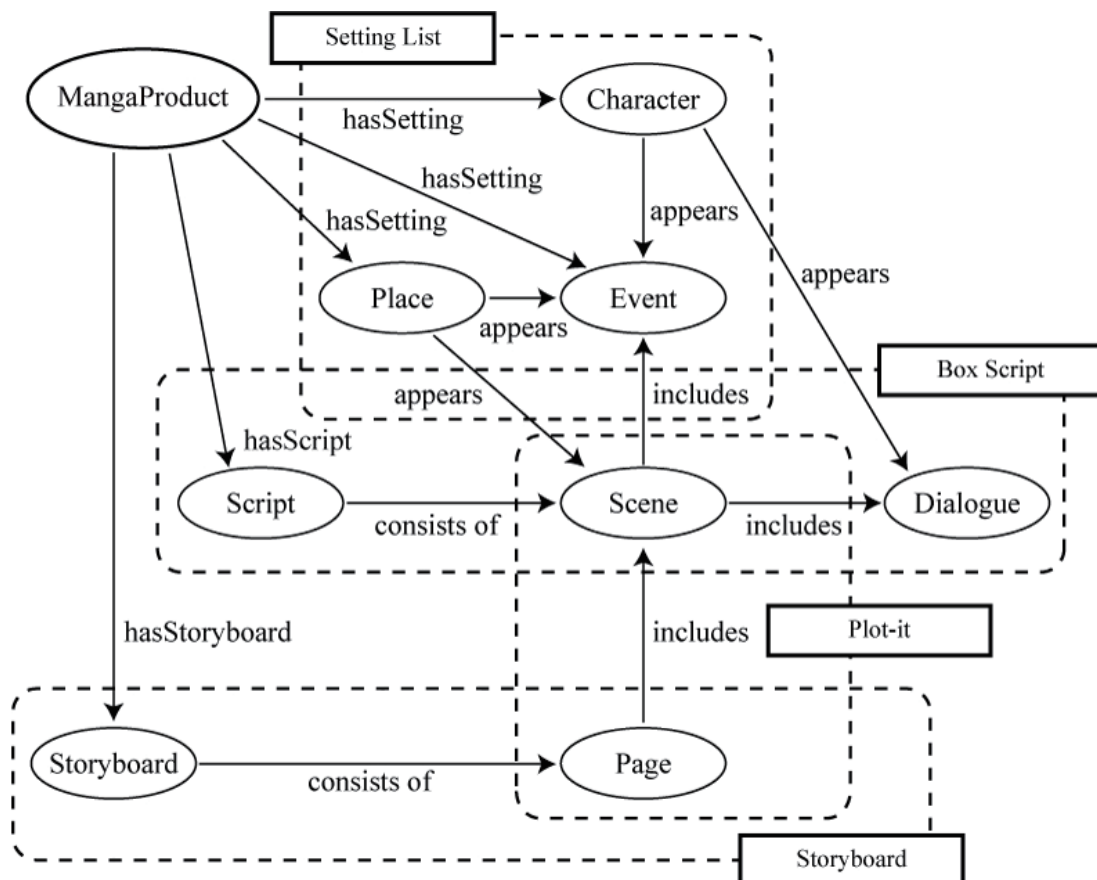 Setting List
MangaProduct
Character
hasSetting
hasSetting
hasSetting
appears
appears
Place
Event
appears
Box Script
appears
includes
hasScript
Script
Scene
Dialogue
consists of
includes
hasStoryboard
includes
Plot-it
Storyboard
Page
consists of
Storyboard